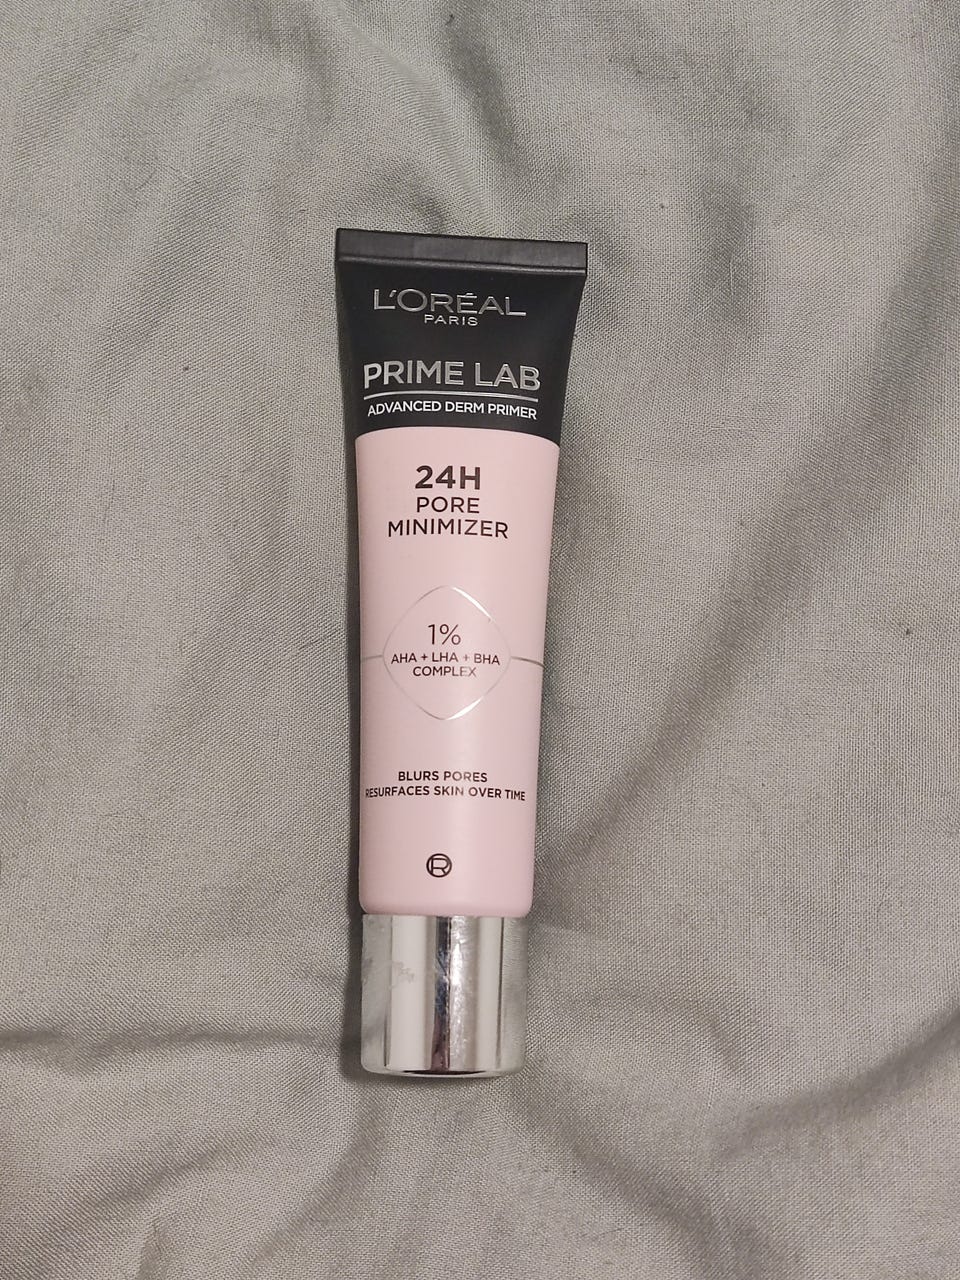 L'ORÉAL
PARIS
PRIME LAB
ADVANCED DERM PRIMER
24H
PORE
MINIMIZER
1%
AHA + LHA + BHA
COMPLEX
BLURS PORES
RESURFACES SKIN OVER TIME
R